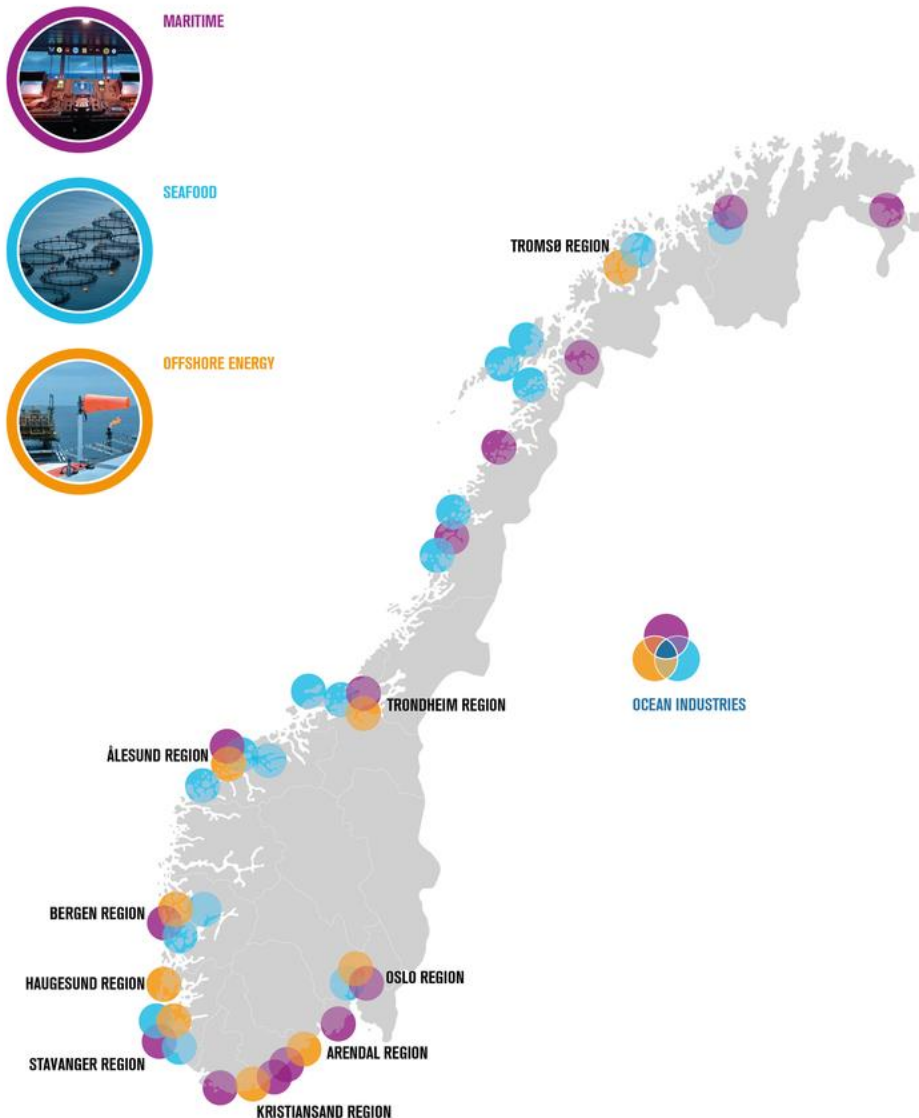 MARITIME
SEAFOOD
TROMSØ REGION
OFFSHORE ENERGY
TRONDHEIM REGION
OCEAN INDUSTRIES
ÅLESUND REGION
BERGEN REGION
HAUGESUND REGION
OSLO REGION
ARENDAL REGION
STAVANGER REGION
KRISTIANSAND REGION